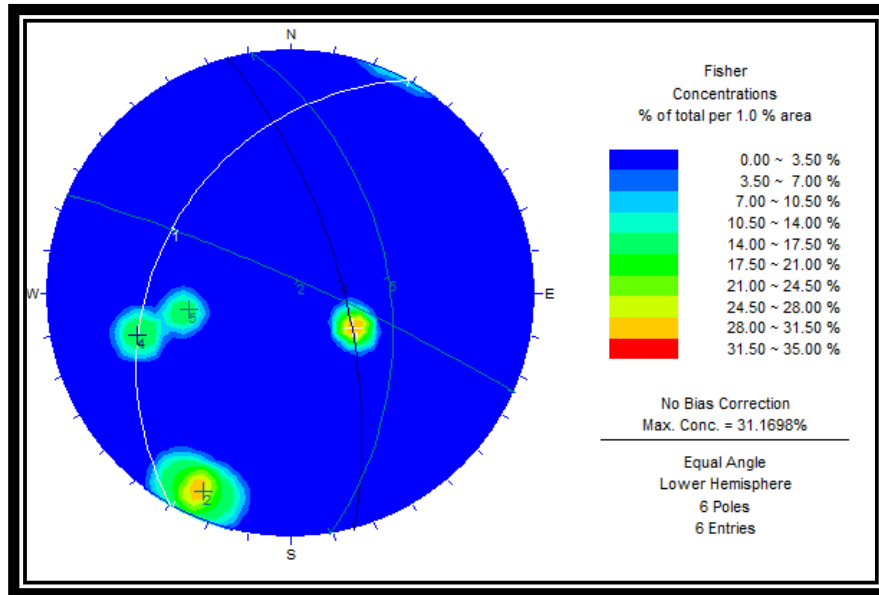 N
W
E
S
1
2
4
5
4
5
2
Fisher
Concentrations
% of total per 1.0 % area
0.00 ~ 3.50 %
3.50 ~ 7.00 %
7.00 ~ 10.50 %
10.50 ~ 14.00 %
14.00 ~ 17.50 %
17.50 ~ 21.00 %
21.00 ~ 24.50 %
24.50 ~ 28.00 %
28.00 ~ 31.50 %
31.50 ~ 35.00 %
No Bias Correction
Max. Conc. = 31.1698%
Equal Angle
Lower Hemisphere
6 Poles
6 Entries